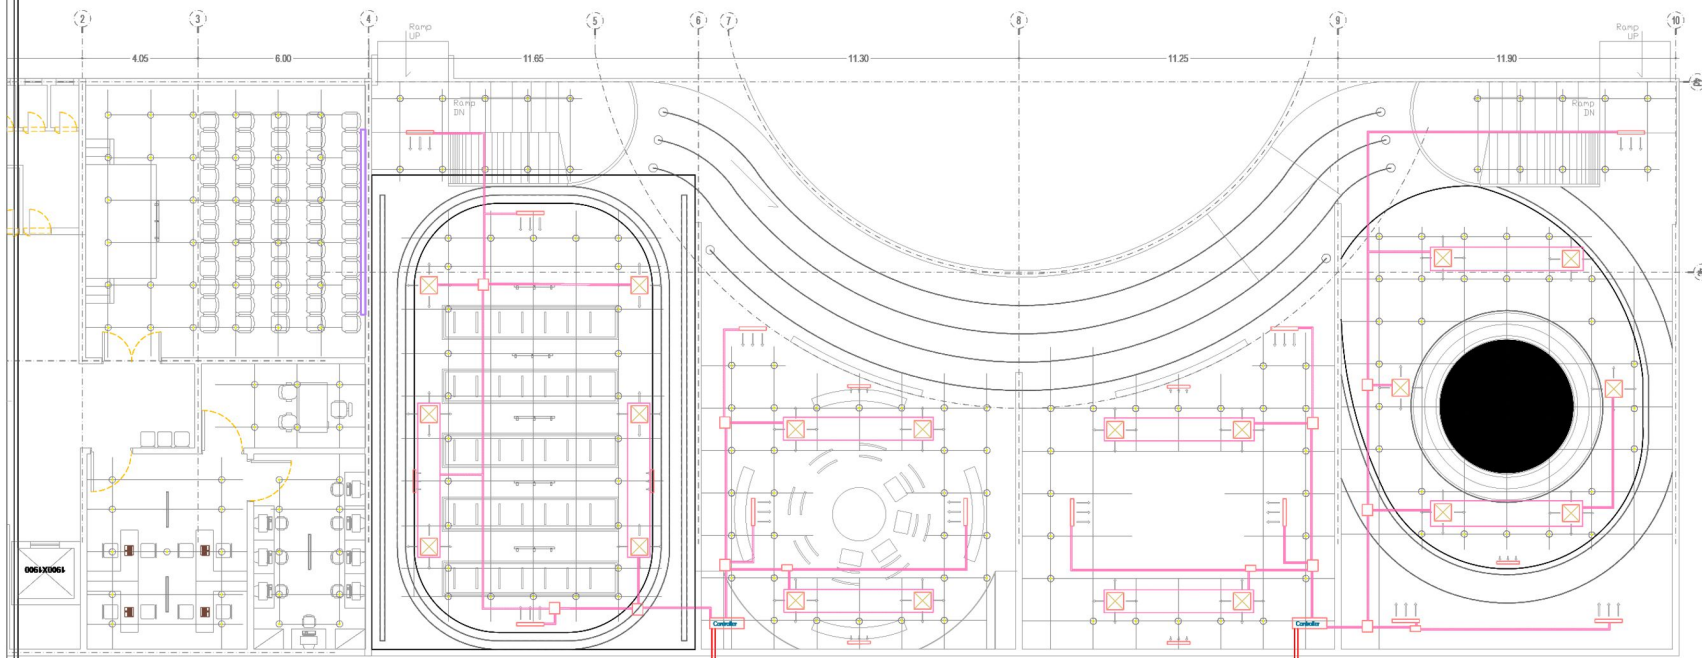 2
3
4
5
6
7
8
9
10
Ramp
UP
Ramp
UP
4.05
6.00
11.65
11.30
11.25
11.90
Ramp
DN
Ramp
DN
1900X1900
Controller
Controller